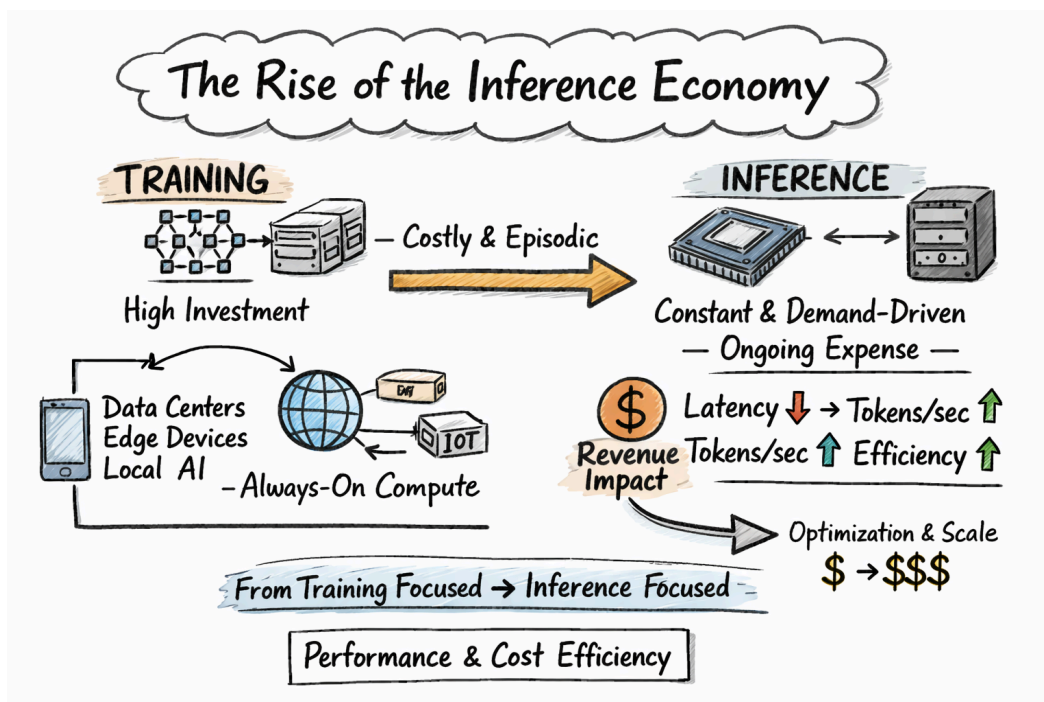 The Rise of the Inference Economy
TRAINING
High Investment
— Costly & Episodic
INFERENCE
Constant & Demand-Driven
— Ongoing Expense —
Data Centers
Edge Devices
Local AI
IOT
– Always-On Compute
$
Revenue
Impact
Latency ↓ → Tokens/sec ↑
Tokens/sec ↑ Efficiency ↑
Optimization & Scale
$ → $$$
From Training Focused → Inference Focused –
Performance & Cost Efficiency